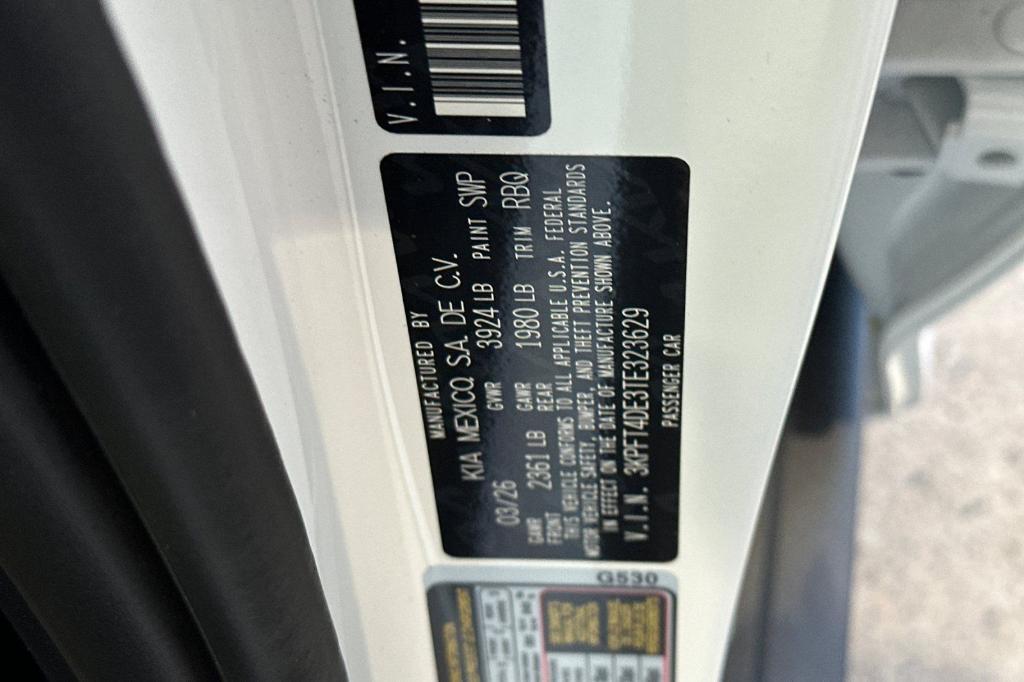 V.I.N.
MANUFACTURED BY
KIA MEXICO, S.A. DE C.V.
03/26 GVWR 3924 LB PAINT SWP
GAWR FRONT 2361 LB GAWR REAR 1980 LB TRIM RBQ
THIS VEHICLE CONFORMS TO ALL APPLICABLE U.S.A. FEDERAL
MOTOR VEHICLE SAFETY, BUMPER, AND THEFT PREVENTION STANDARDS
IN EFFECT ON THE DATE OF MANUFACTURE SHOWN ABOVE.
V.I.N. 3KPFT4DE3TE323629
PASSENGER CAR
G530